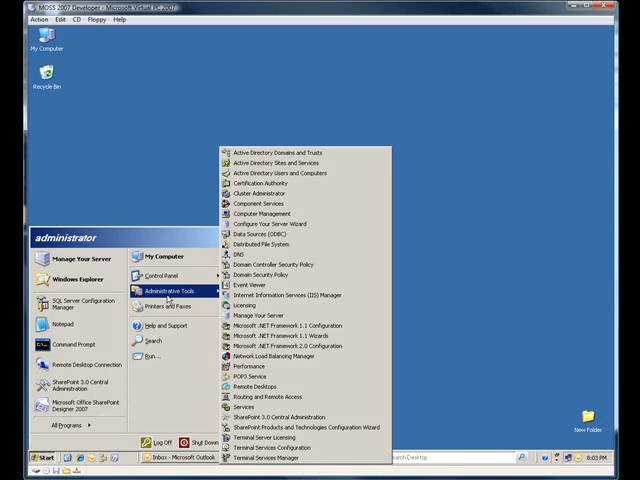 MOSS 2007 Developer - Microsoft Virtual PC 2007
Action Edit CD Floppy Help
My Computer
Recycle Bin
administrator
Manage Your Server
Windows Explorer
SQL Server Configuration
Manager
Notepad
Command Prompt
Remote Desktop Connection
SharePoint 3.0 Central
Administration
Microsoft Office SharePoint
Designer 2007
All Programs
My Computer
Control Panel
Administrative Tools
Printers and Faxes
Help and Support
Search
Run...
Log Off
Shut Down
Active Directory Domains and Trusts
Active Directory Sites and Services
Active Directory Users and Computers
Certification Authority
Cluster Administrator
Component Services
Computer Management
Configure Your Server Wizard
Data Sources (ODBC)
Distributed File System
DNS
Domain Controller Security Policy
Domain Security Policy
Event Viewer
Internet Information Services (IIS) Manager
Licensing
Manage Your Server
Microsoft .NET Framework 1.1 Configuration
Microsoft .NET Framework 1.1 Wizards
Microsoft .NET Framework 2.0 Configuration
Network Load Balancing Manager
Performance
POP3 Service
Remote Desktops
Routing and Remote Access
Services
SharePoint 3.0 Central Administration
SharePoint Products and Technologies Configuration Wizard
Terminal Server Licensing
Terminal Services Configuration
Terminal Services Manager
New Folder
Start
Inbox - Microsoft Outlook
Search Desktop
8:03 PM